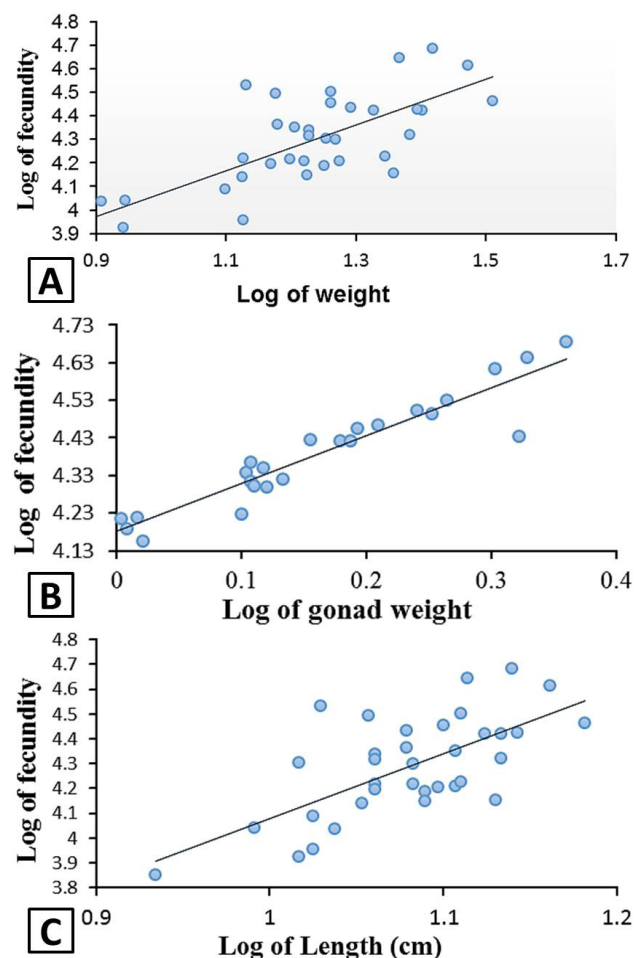 4.8
4.7
4.6
4.5
4.4
4.3
4.2
4.1
4
3.9
Log of fecundity
0.9 1.1 1.3 1.5 1.7
A
Log of weight
4.73
4.63
4.53
4.43
4.33
4.23
4.13
Log of fecundity
0 0.1 0.2 0.3 0.4
B
Log of gonad weight
4.8
4.7
4.6
4.5
4.4
4.3
4.2
4.1
4
3.9
3.8
Log of fecundity
0.9 1 1.1 1.2
C
Log of Length (cm)